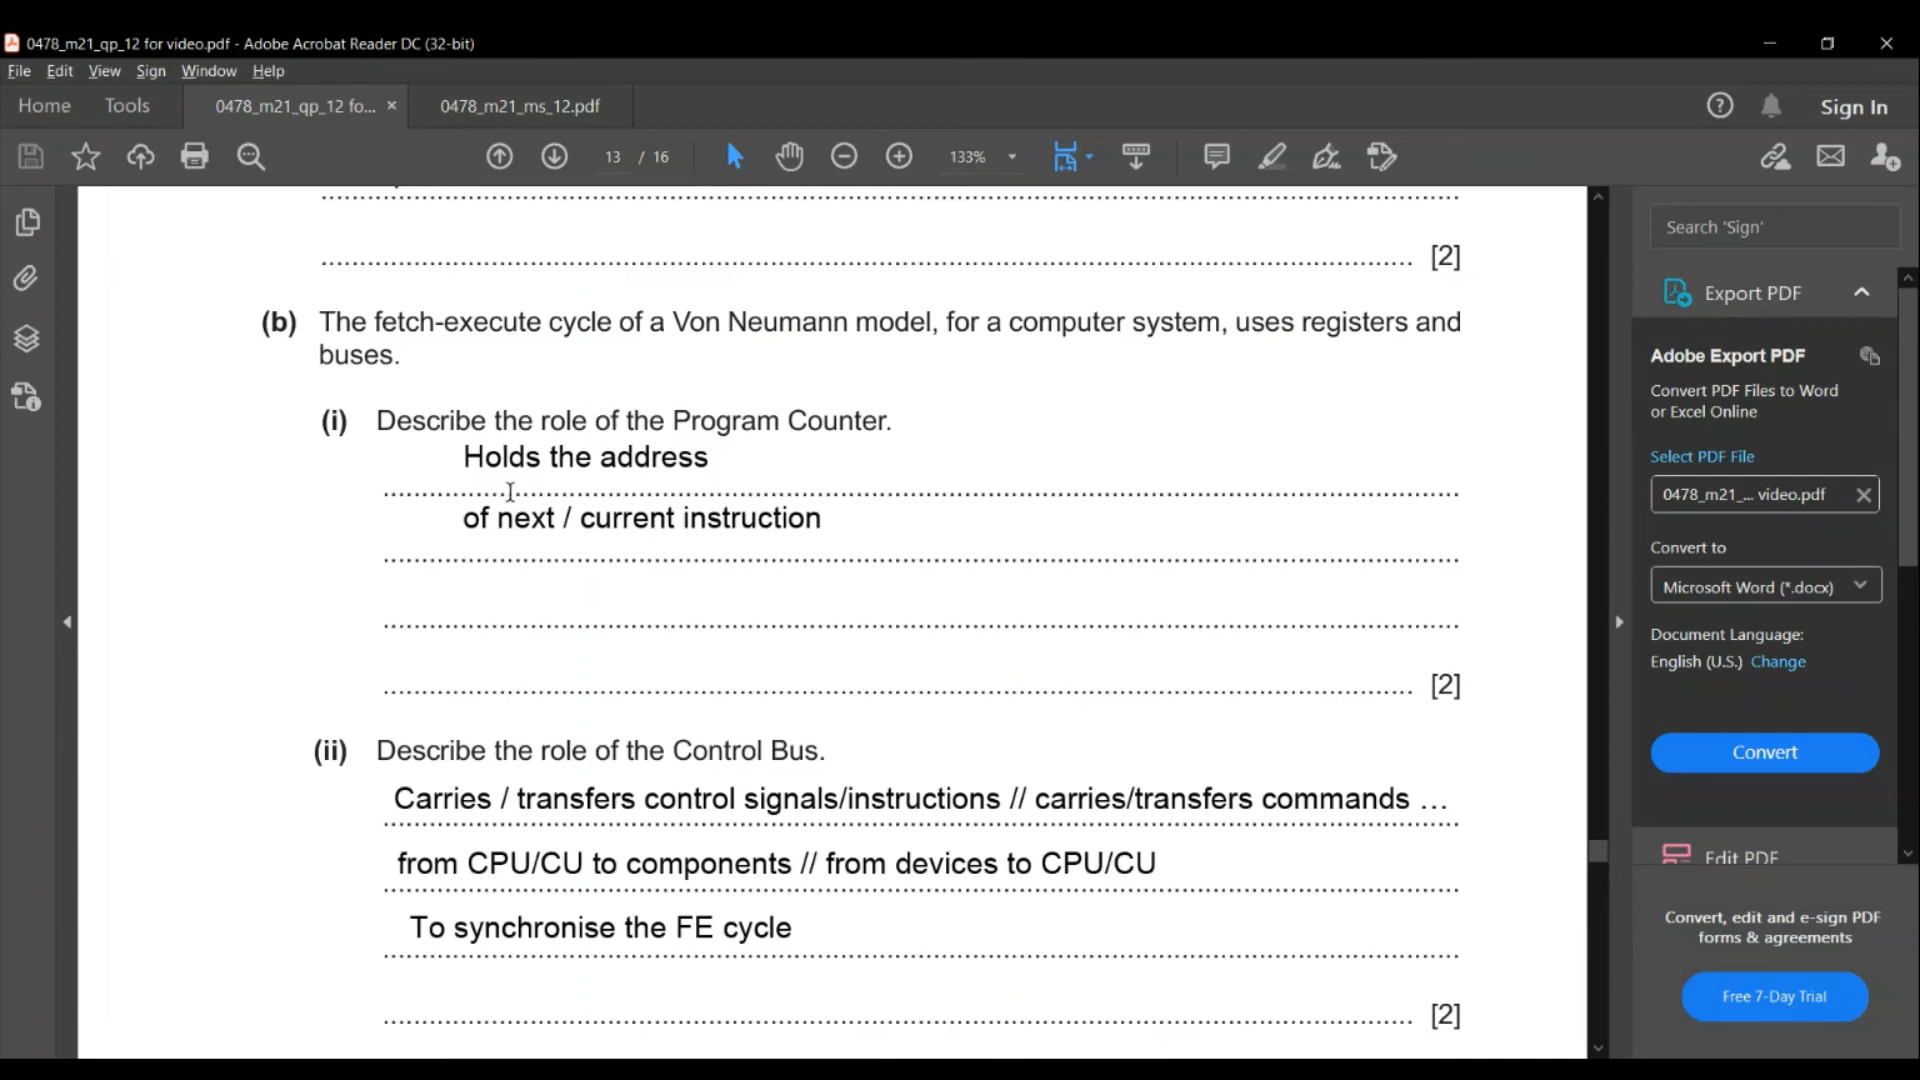 0478_m21_qp_12 for video.pdf - Adobe Acrobat Reader DC (32-bit)
File Edit View Sign Window Help
Home Tools 0478_m21_qp_12 fo... × 0478_m21_ms_12.pdf Sign In
13 / 16 133%
[2]
(b) The fetch-execute cycle of a Von Neumann model, for a computer system, uses registers and
buses.
(i) Describe the role of the Program Counter.
Holds the address
of next / current instruction
[2]
(ii) Describe the role of the Control Bus.
Carries / transfers control signals/instructions // carries/transfers commands …
from CPU/CU to components // from devices to CPU/CU
To synchronise the FE cycle
[2]
Search 'Sign'
Export PDF
Adobe Export PDF
Convert PDF Files to Word
or Excel Online
Select PDF File
0478_m21_... video.pdf
Convert to
Microsoft Word (*.docx)
Document Language:
English (U.S.) Change
Convert
Edit PDF
Convert, edit and e-sign PDF
forms & agreements
Free 7-Day Trial